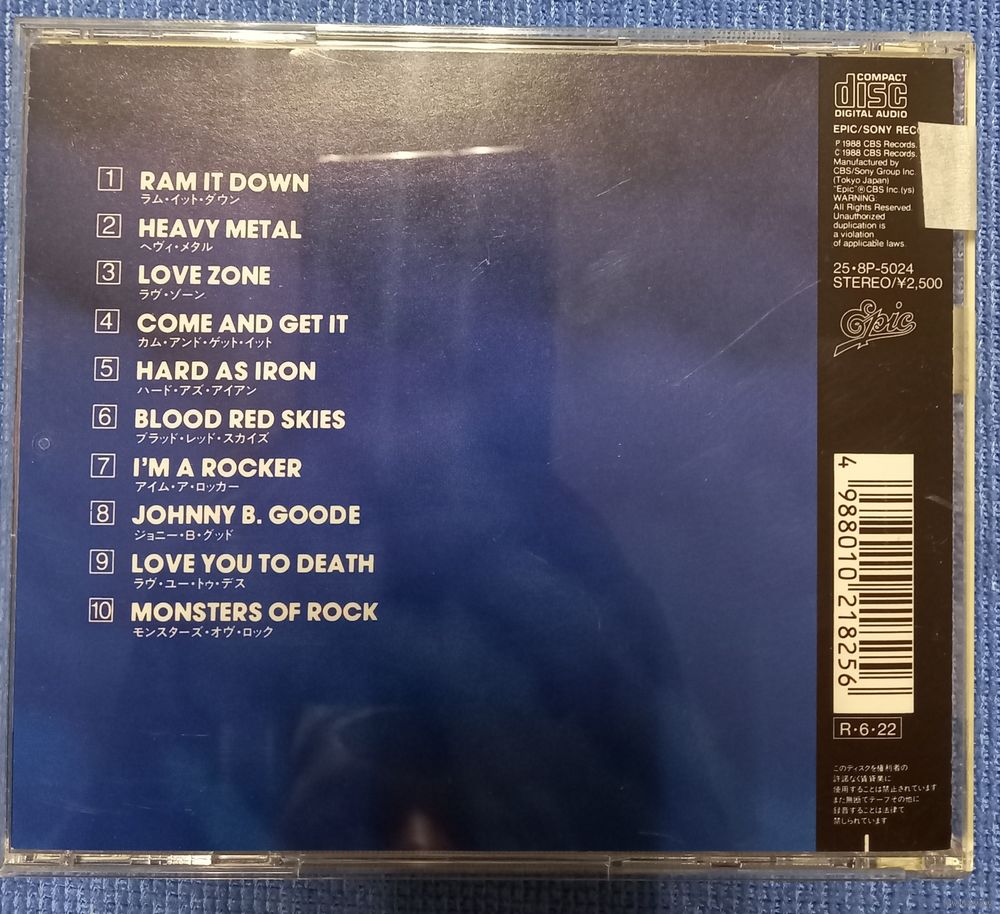 1 RAM IT DOWN
ラム・イット・ダウン
2 HEAVY METAL
ヘヴィ・メタル
3 LOVE ZONE
ラヴ・ゾーン
4 COME AND GET IT
カム・アンド・ゲット・イット
5 HARD AS IRON
ハード・アズ・アイアン
6 BLOOD RED SKIES
ブラッド・レッド・スカイズ
7 I'M A ROCKER
アイム・ア・ロッカー
8 JOHNNY B. GOODE
ジョニー・B・グッド
9 LOVE YOU TO DEATH
ラヴ・ユー・トゥ・デス
10 MONSTERS OF ROCK
モンスターズ・オヴ・ロック
COMPACT
disc
DIGITAL AUDIO
EPIC/SONY REC
℗ 1988 CBS Records.
© 1988 CBS Records.
Manufactured by
CBS/Sony Group Inc.
(Tokyo Japan)
"Epic" ® CBS Inc.(ys)
WARNING:
All Rights Reserved.
Unauthorized
duplication is
a violation
of applicable laws.
25・8P-5024
STEREO/¥2,500
Epic
4 988010 218256
R・6・22
このディスクを権利者の
許諾なく賃貸業に
使用することは禁止されています
また無断でテープその他に
録音することは法律で
禁じられています